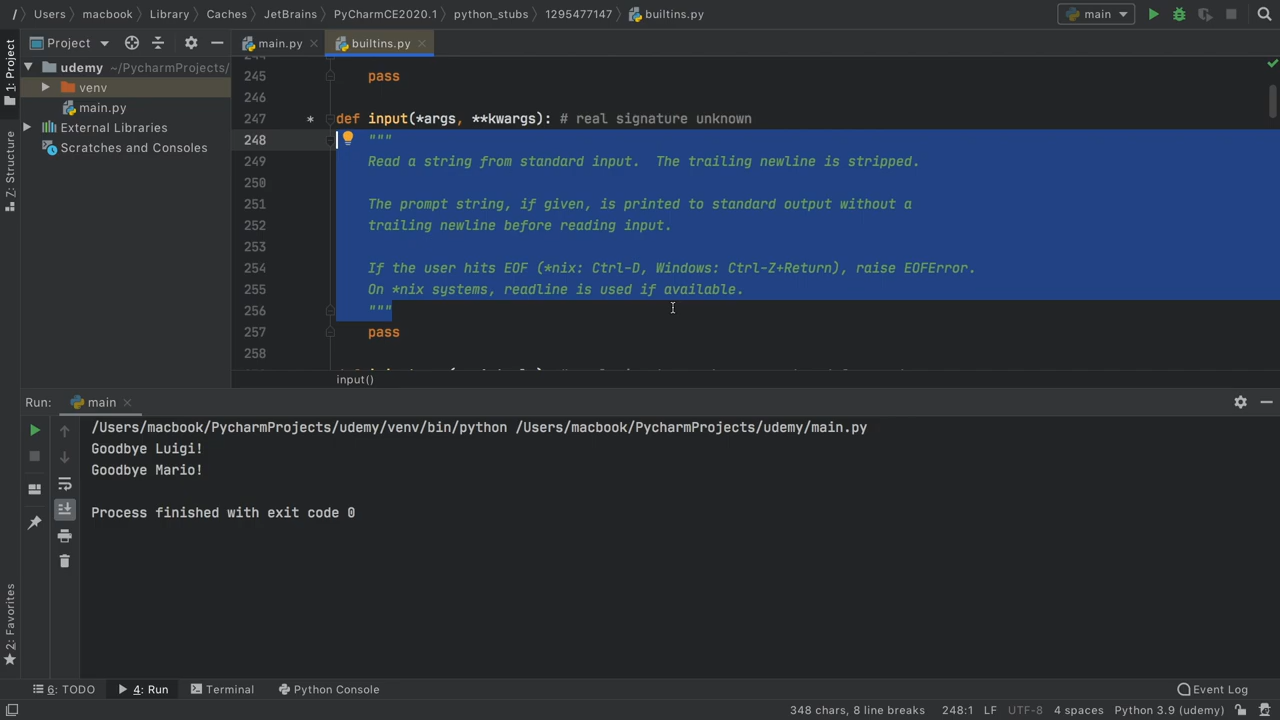 / Users macbook Library Caches JetBrains PyCharmCE2020.1 python_stubs 1295477147 builtins.py main
Project main.py builtins.py
1: Project
udemy ~/PycharmProjects/
venv
main.py
External Libraries
Scratches and Consoles
Z: Structure
245 pass
246
247 * def input(*args, **kwargs): # real signature unknown
248 """
249 Read a string from standard input.  The trailing newline is stripped.
250
251 The prompt string, if given, is printed to standard output without a
252 trailing newline before reading input.
253
254 If the user hits EOF (*nix: Ctrl-D, Windows: Ctrl-Z+Return), raise EOFError.
255 On *nix systems, readline is used if available.
256 """
257 pass
258
input()
Run: main
/Users/macbook/PycharmProjects/udemy/venv/bin/python /Users/macbook/PycharmProjects/udemy/main.py
Goodbye Luigi!
Goodbye Mario!
Process finished with exit code 0
2: Favorites
6: TODO 4: Run Terminal Python Console Event Log
348 chars, 8 line breaks 248:1 LF UTF-8 4 spaces Python 3.9 (udemy)